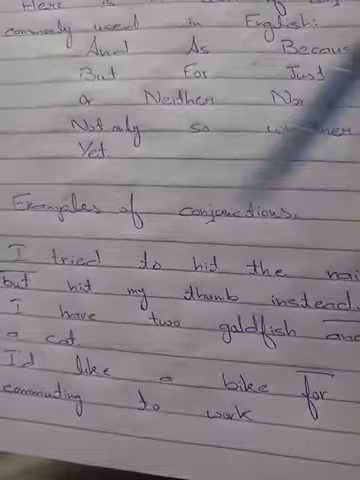 Here is
commonly used in English:
And As Becaus
But For Just
or Neither Nor
Not only so
Yet.
Examples of conjunctions.
I tried to hit the nai
but hit my thumb instead.
I have two goldfish and
a cat.
I'd like a bike for
commuting to work